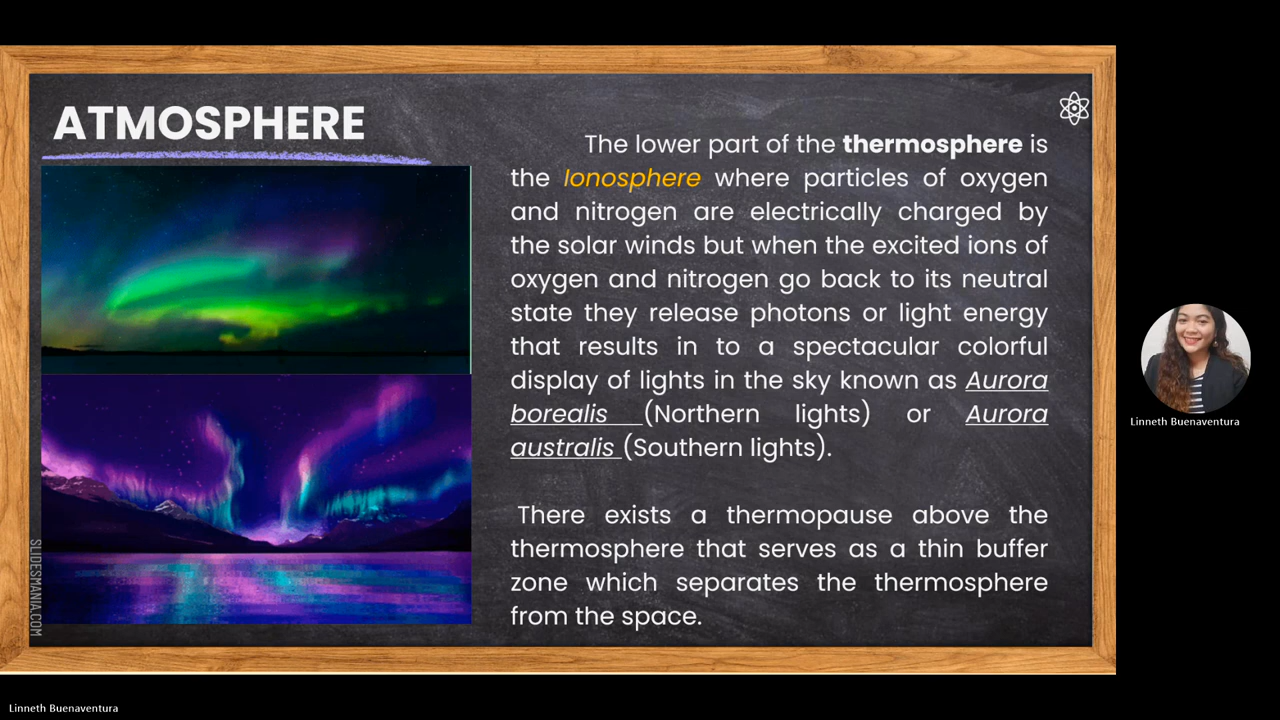 ATMOSPHERE
The lower part of the thermosphere is
the Ionosphere where particles of oxygen
and nitrogen are electrically charged by
the solar winds but when the excited ions of
oxygen and nitrogen go back to its neutral
state they release photons or light energy
that results in to a spectacular colorful
display of lights in the sky known as Aurora
borealis (Northern lights) or Aurora
australis (Southern lights).
There exists a thermopause above the
thermosphere that serves as a thin buffer
zone which separates the thermosphere
from the space.
SLIDESMANIA.COM
Linneth Buenaventura
Linneth Buenaventura